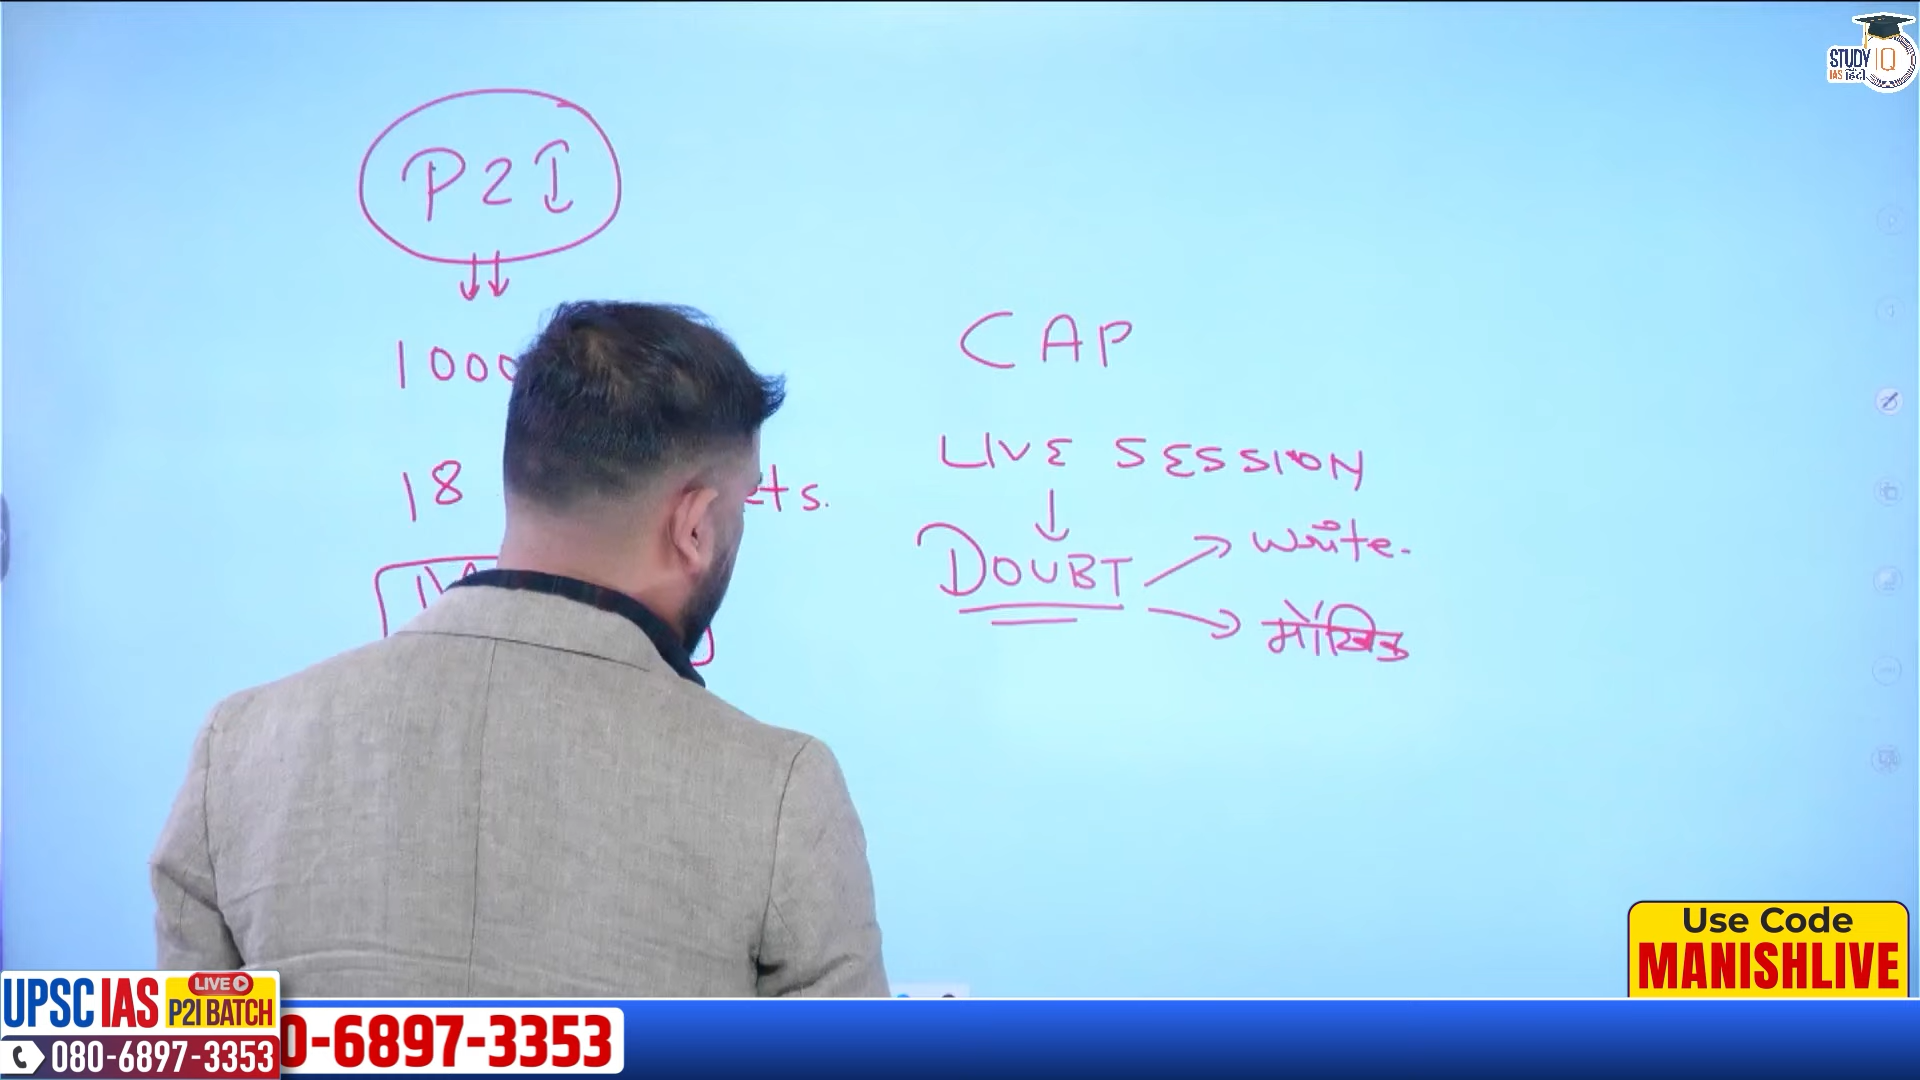 STUDY IQ
IAS हिंदी
P2I
1000
18
ts.
CAP
LIVE SESSION
DOUBT
write.
मौखिक
Use Code
MANISHLIVE
LIVE
UPSC IAS
P2I BATCH
080-6897-3353
0-6897-3353